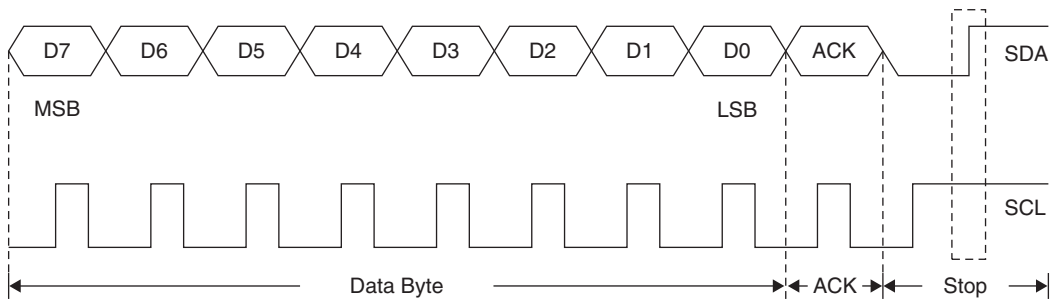 D7 D6 D5 D4 D3 D2 D1 D0 ACK SDA
MSB LSB
SCL
Data Byte ACK Stop